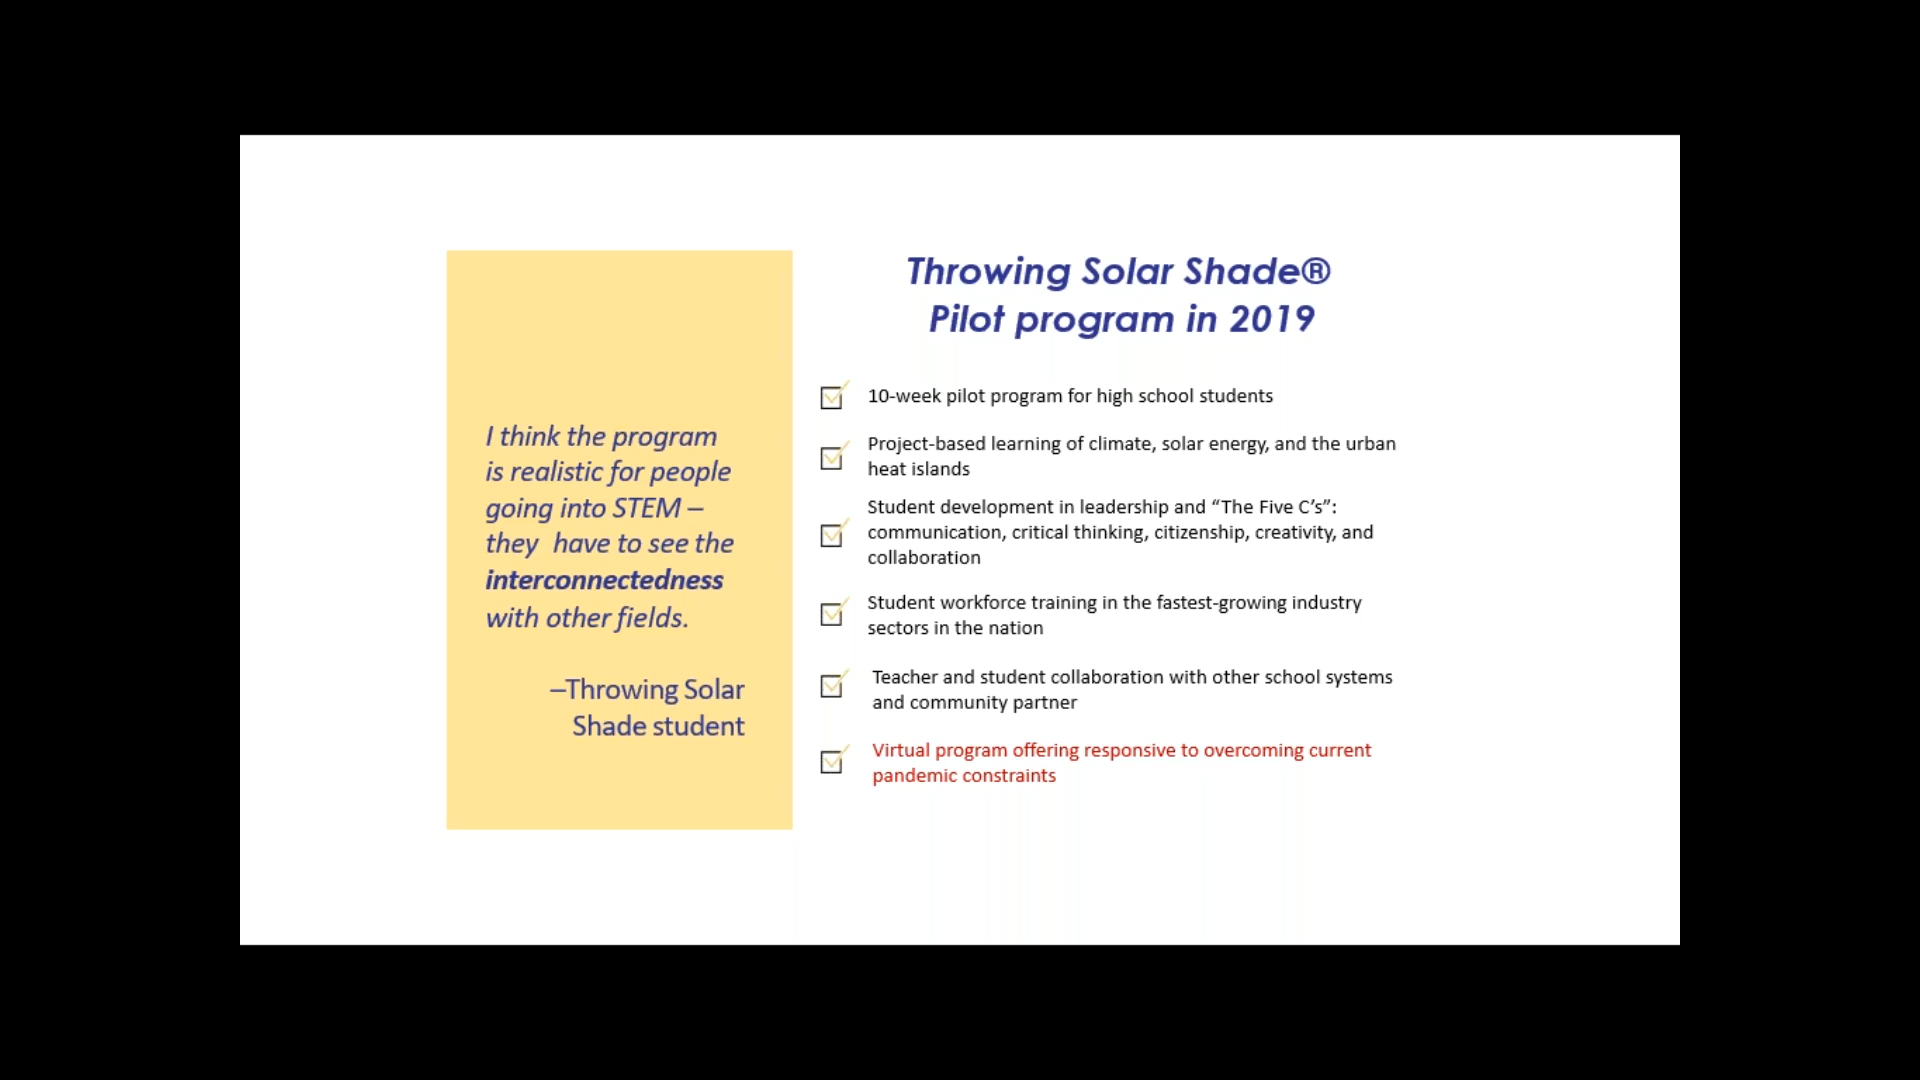 I think the program
is realistic for people
going into STEM –
they  have to see the
interconnectedness
with other fields.
–Throwing Solar
Shade student
Throwing Solar Shade®
Pilot program in 2019
10-week pilot program for high school students
Project-based learning of climate, solar energy, and the urban
heat islands
Student development in leadership and “The Five C’s”:
communication, critical thinking, citizenship, creativity, and
collaboration
Student workforce training in the fastest-growing industry
sectors in the nation
Teacher and student collaboration with other school systems
and community partner
Virtual program offering responsive to overcoming current
pandemic constraints